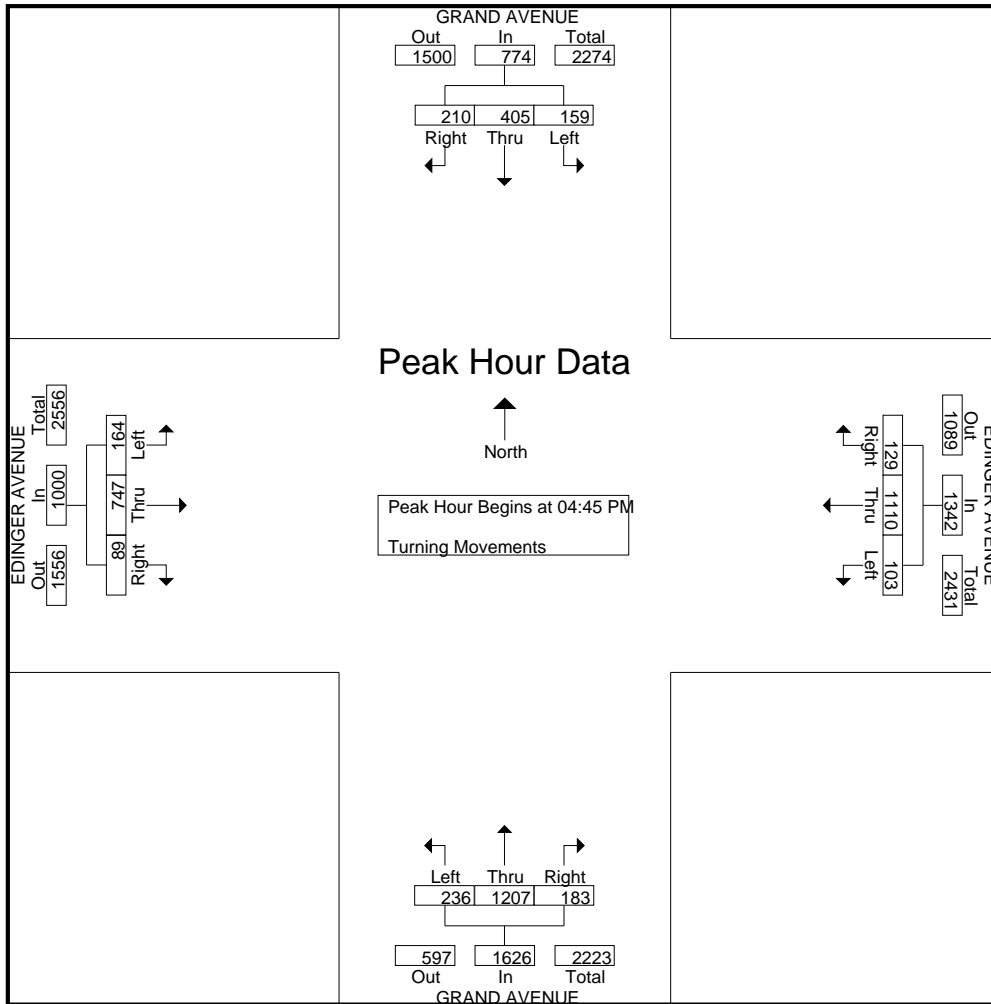 GRAND AVENUE
Out In Total
1500 774 2274
210 405 159
Right Thru Left
Peak Hour Data
North
Peak Hour Begins at 04:45 PM
Turning Movements
EDINGER AVENUE
Total In Out
2556 1000 1556
164 747 89
Left Thru Right
EDINGER AVENUE
Out In Total
1089 1342 2431
129 1110 103
Right Thru Left
Left Thru Right
236 1207 183
597 1626 2223
Out In Total
GRAND AVENUE